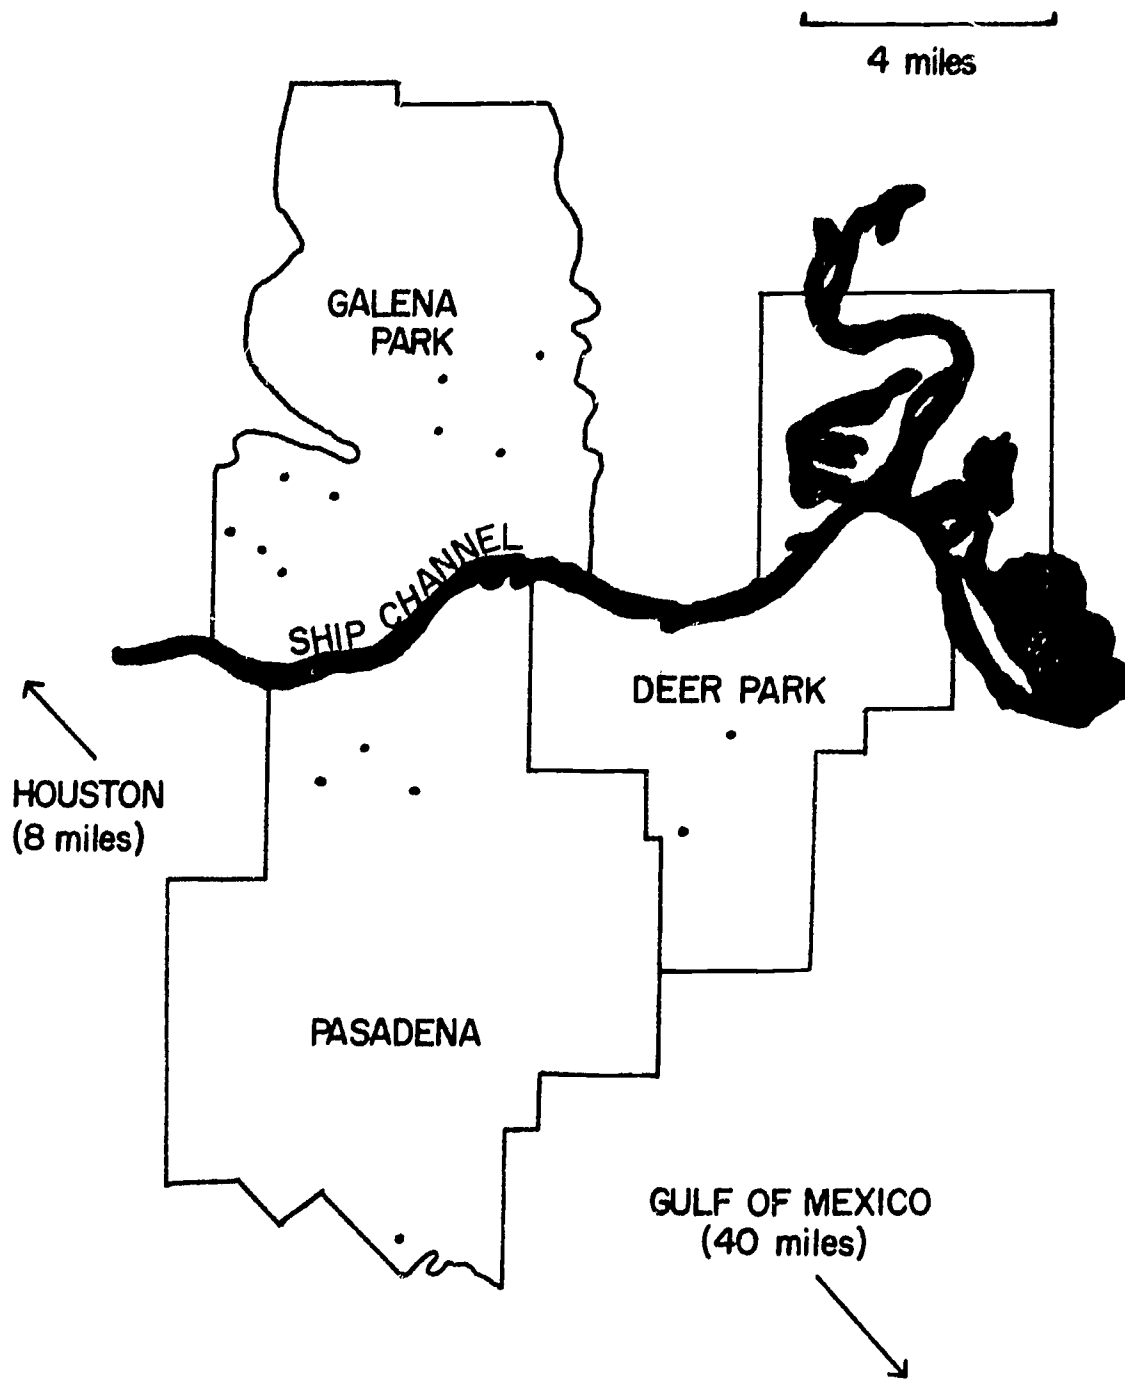 4 miles
GALENA
PARK
SHIP CHANNEL
DEER PARK
HOUSTON
(8 miles)
PASADENA
GULF OF MEXICO
(40 miles)